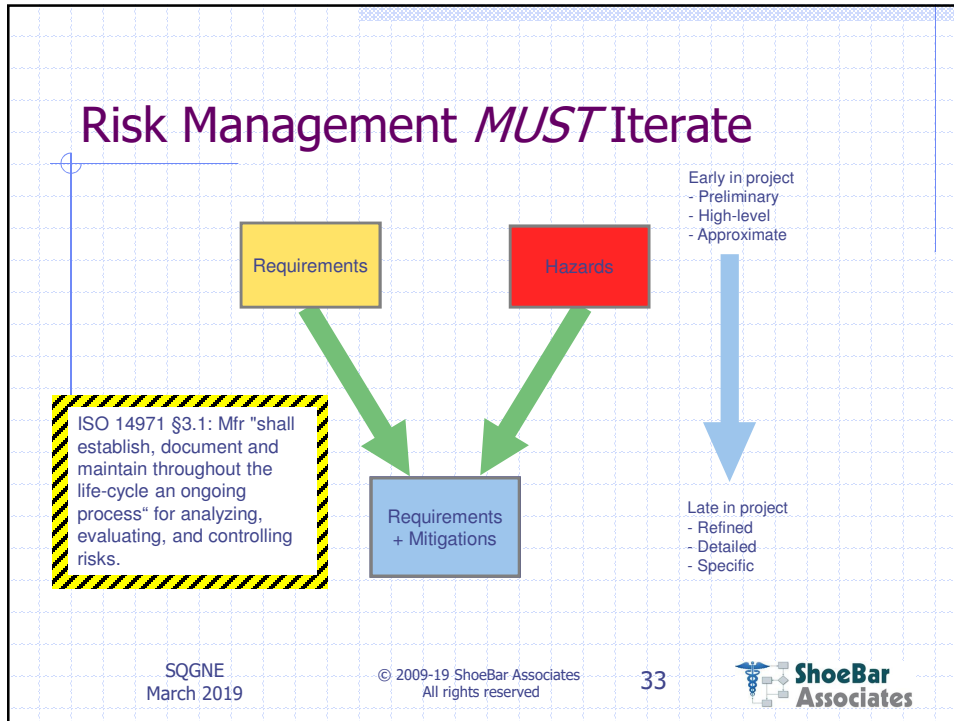 Risk Management MUST Iterate
Early in project
- Preliminary
- High-level
- Approximate
Requirements
Hazards
ISO 14971 §3.1: Mfr "shall
establish, document and
maintain throughout the
life-cycle an ongoing
process“ for analyzing,
evaluating, and controlling
risks.
Requirements
+ Mitigations
Late in project
- Refined
- Detailed
- Specific
SQGNE
March 2019
© 2009-19 ShoeBar Associates
All rights reserved
33
ShoeBar
Associates